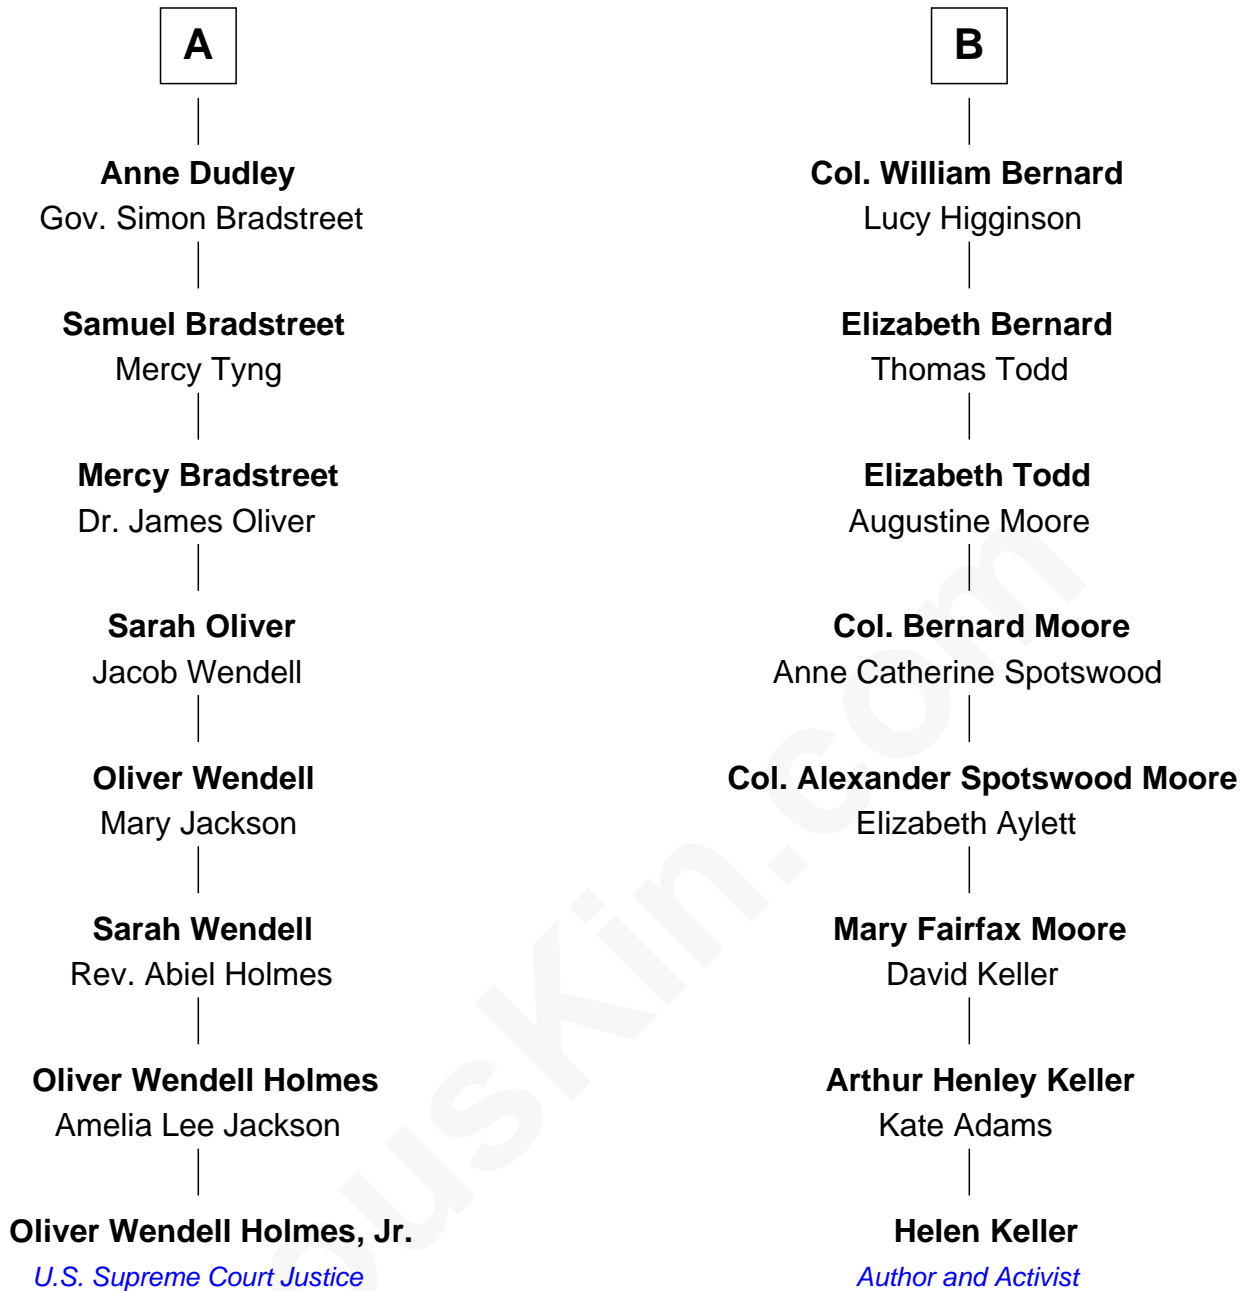 A
Anne Dudley
Gov. Simon Bradstreet
Samuel Bradstreet
Mercy Tyng
Mercy Bradstreet
Dr. James Oliver
Sarah Oliver
Jacob Wendell
Oliver Wendell
Mary Jackson
Sarah Wendell
Rev. Abiel Holmes
Oliver Wendell Holmes
Amelia Lee Jackson
Oliver Wendell Holmes, Jr.
U.S. Supreme Court Justice
B
Col. William Bernard
Lucy Higginson
Elizabeth Bernard
Thomas Todd
Elizabeth Todd
Augustine Moore
Col. Bernard Moore
Anne Catherine Spotswood
Col. Alexander Spotswood Moore
Elizabeth Aylett
Mary Fairfax Moore
David Keller
Arthur Henley Keller
Kate Adams
Helen Keller
Author and Activist
ousKin.com